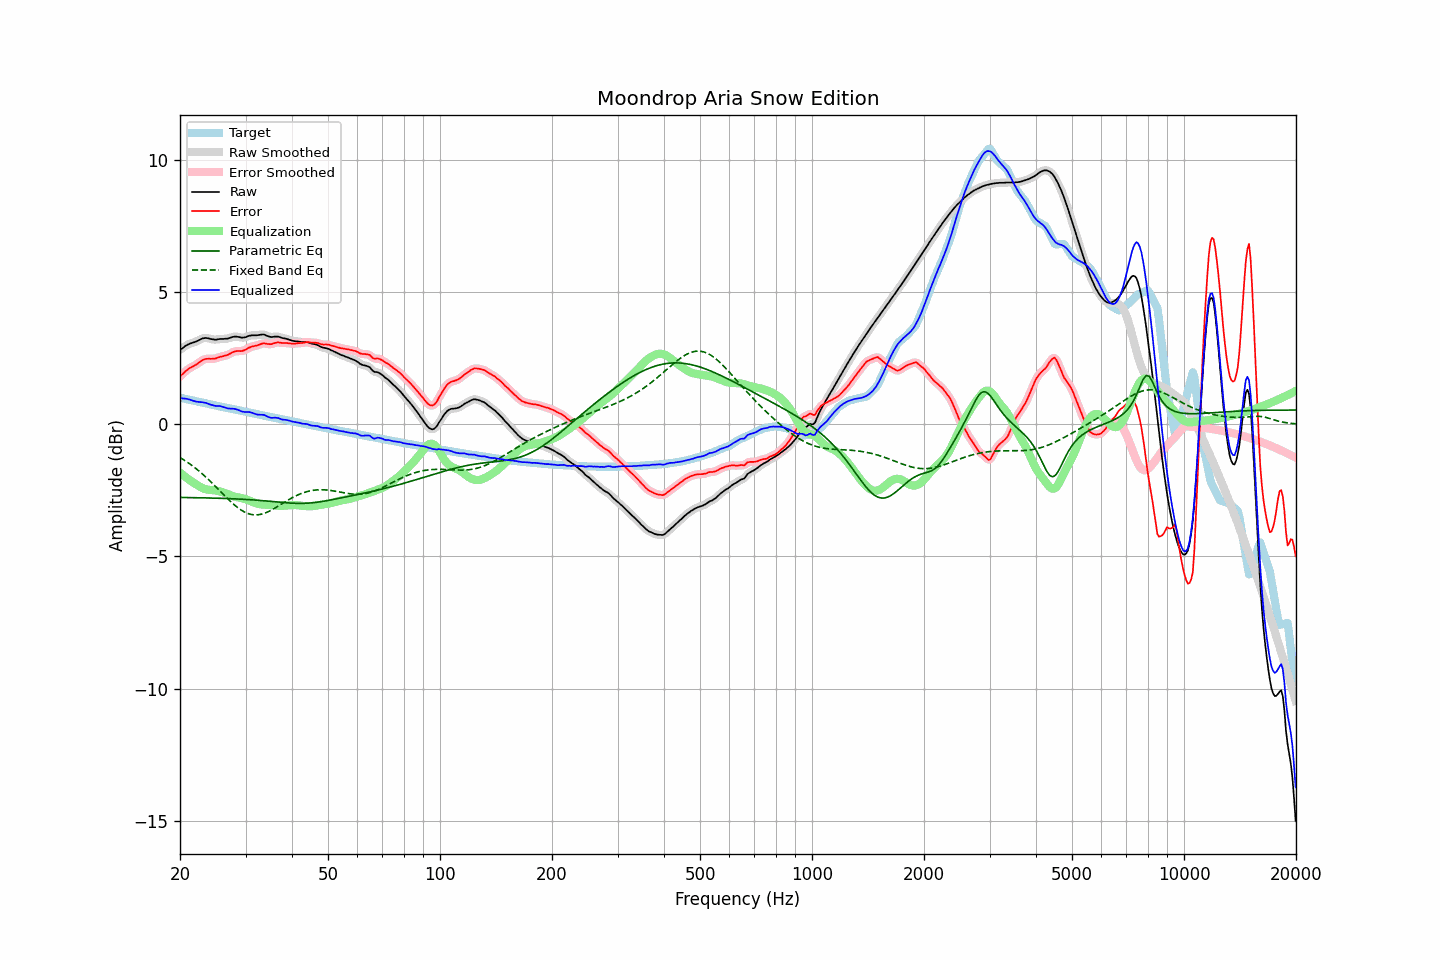 Moondrop Aria Snow Edition
Target
Raw Smoothed
Error Smoothed
Raw
Error
Equalization
Parametric Eq
Fixed Band Eq
Equalized
10
5
0
−5
−10
−15
Amplitude (dBr)
20 50 100 200 500 1000 2000 5000 10000 20000
Frequency (Hz)